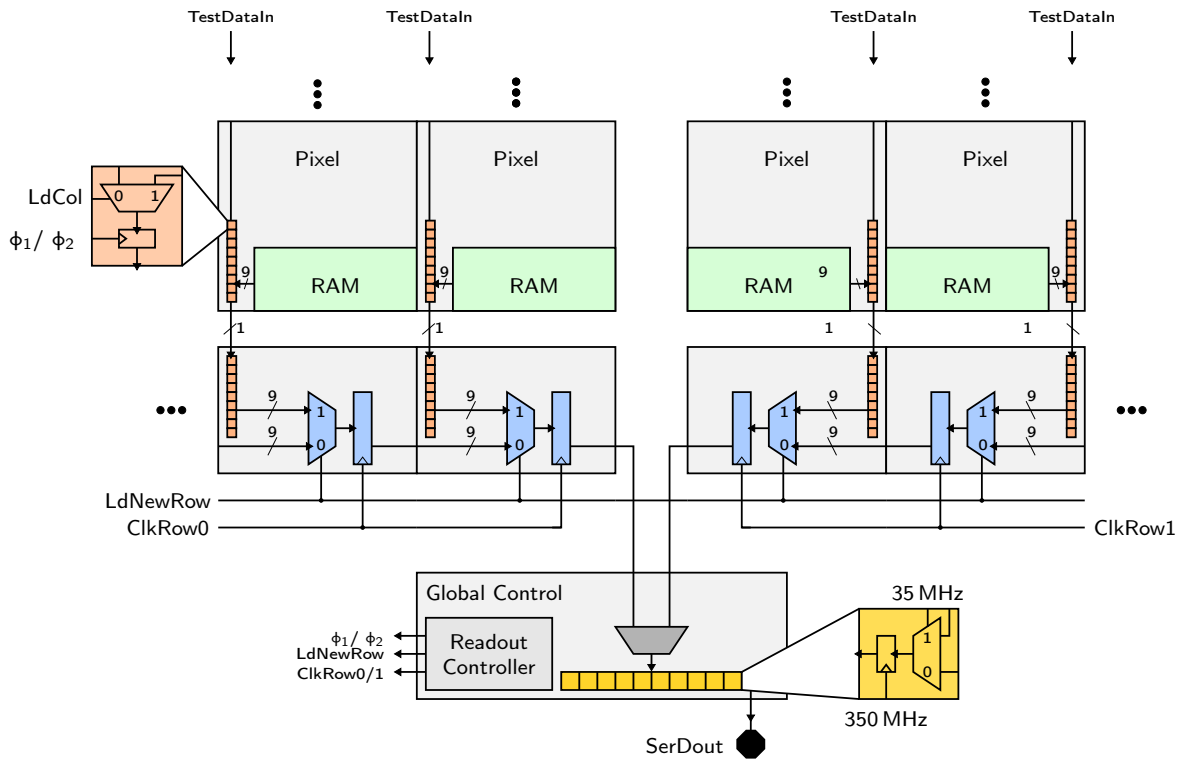 TestDataIn TestDataIn TestDataIn TestDataIn
Pixel Pixel Pixel Pixel
LdCol 0 1
ϕ1/ ϕ2
9 RAM 9 RAM RAM 9 RAM 9
1 1 1 1
9 1 9 1 1 9 1 9
9 0 9 0 0 9 0 9
LdNewRow
ClkRow0 ClkRow1
Global Control 35 MHz
Readout
Controller
ϕ1/ ϕ2
LdNewRow
ClkRow0/1
1
0
350 MHz
SerDout